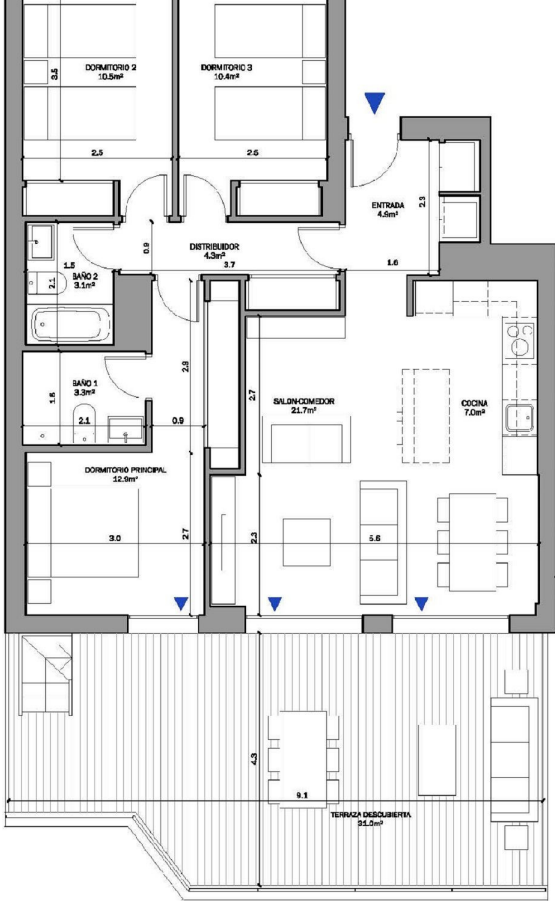 DORMITORIO 2
10.5m²
DORMITORIO 3
10.4m²
3.5
2.5
2.6
ENTRADA
4.9m²
2.3
DISTRIBUIDOR
4.3m²
0.9
3.7
1.6
1.5
BAÑO 2
3.1m²
2.1
BAÑO 1
3.3m²
1.6
2.1
2.9
0.9
2.7
SALON-COMEDOR
21.7m²
COCINA
7.0m²
DORMITORIO PRINCIPAL
12.9m²
3.0
2.7
2.3
5.6
4.3
9.1
TERRAZA DESCUBIERTA
31.0m²